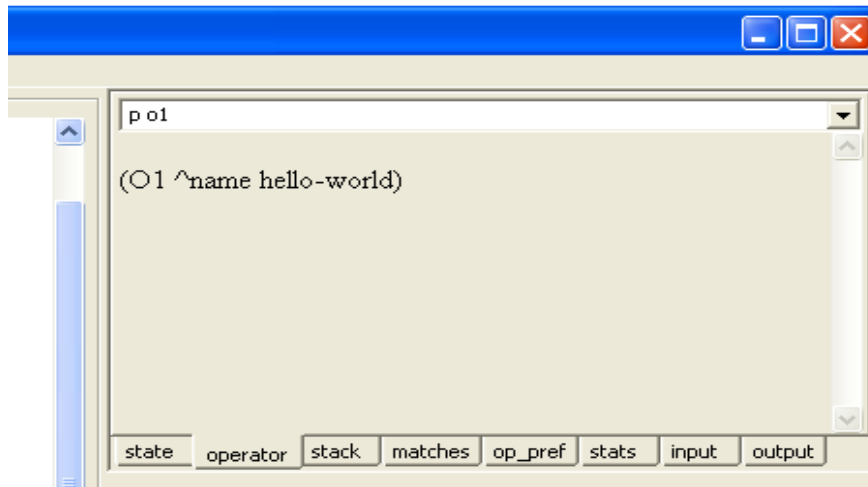 p o1
(O1 ^name hello-world)
state operator stack matches op_pref stats input output